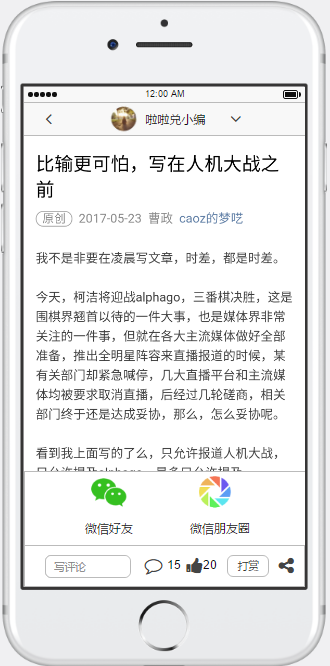 12:00 AM
啦啦兑小编
比输更可怕，写在人机大战之
前
原创 2017-05-23 曹政 caoz的梦呓
我不是非要在凌晨写文章，时差，都是时差。
今天，柯洁将迎战alphago，三番棋决胜，这是
围棋界翘首以待的一件大事，也是媒体界非常
关注的一件事，但就在各大主流媒体做好全部
准备，推出全明星阵容来直播报道的时候，某
有关部门却紧急喊停，几大直播平台和主流媒
体均被要求取消直播，后经过几轮磋商，相关
部门终于还是达成妥协，那么，怎么妥协呢。
看到我上面写的了么，只允许报道人机大战，
微信好友 微信朋友圈
写评论 15 20 打赏